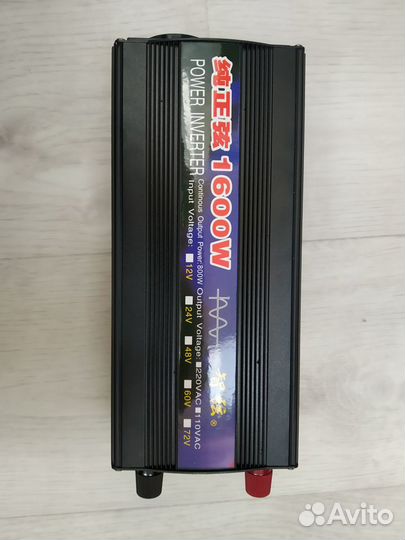 纯正弦 1600W
POWER INVERTER
Continous Output Power: 800W Output Voltage: ■220VAC ■110VAC
Input Voltage: ■12V ■24V ■48V ■60V ■72V
®
Avito